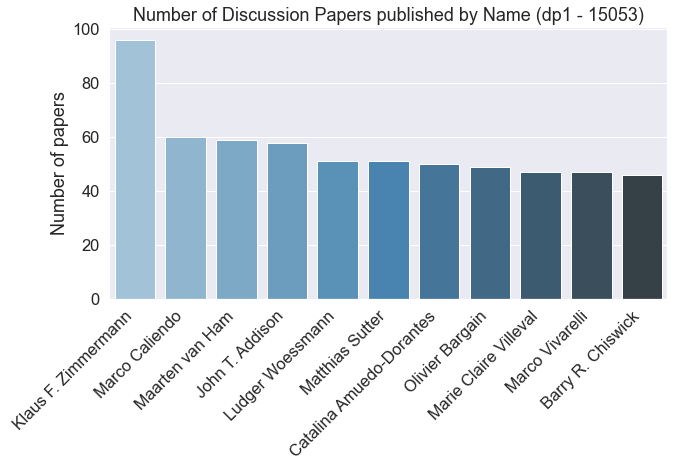 Number of Discussion Papers published by Name (dp1 - 15053)
Number of papers
100
80
60
40
20
0
Klaus F. Zimmermann
Marco Caliendo
Maarten van Ham
John T. Addison
Ludger Woessmann
Matthias Sutter
Catalina Amuedo-Dorantes
Olivier Bargain
Marie Claire Villeval
Marco Vivarelli
Barry R. Chiswick